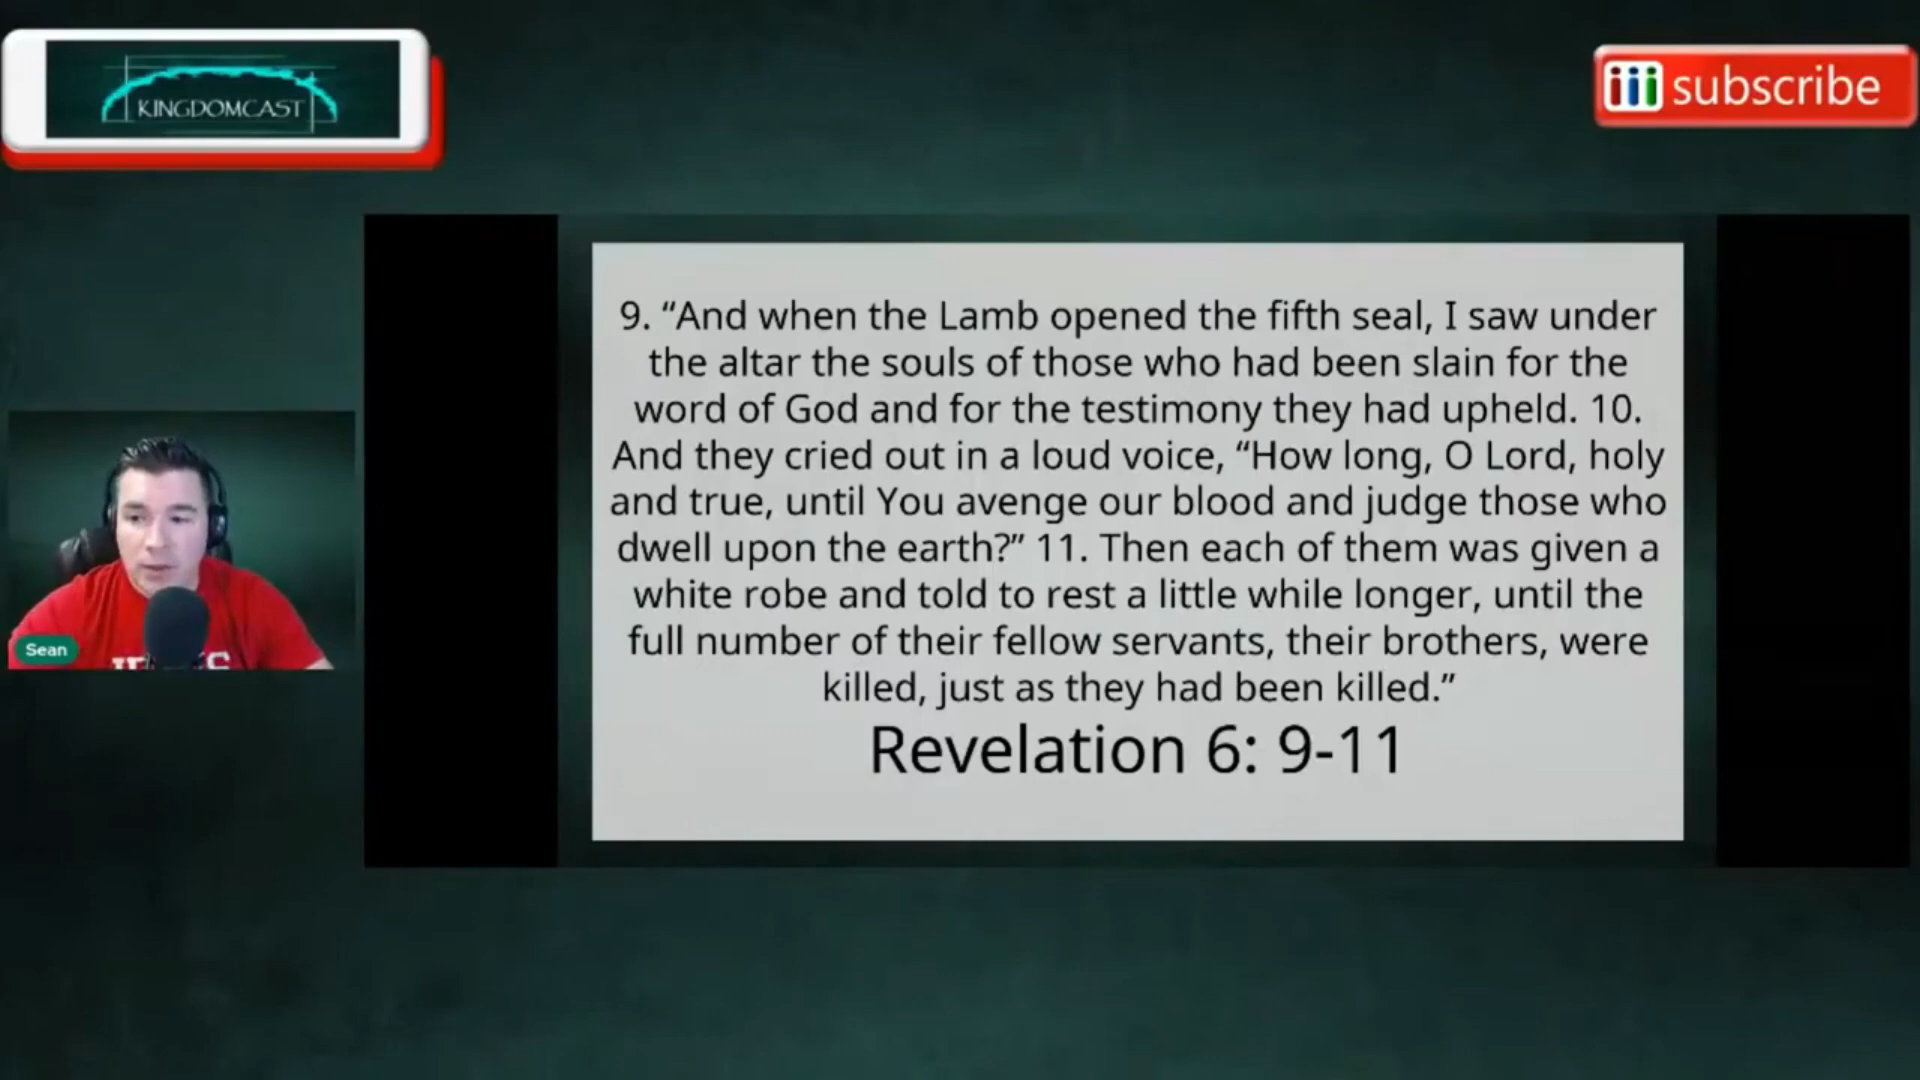 KINGDOMCAST
subscribe
9. “And when the Lamb opened the fifth seal, I saw under
the altar the souls of those who had been slain for the
word of God and for the testimony they had upheld. 10.
And they cried out in a loud voice, “How long, O Lord, holy
and true, until You avenge our blood and judge those who
dwell upon the earth?” 11. Then each of them was given a
white robe and told to rest a little while longer, until the
full number of their fellow servants, their brothers, were
killed, just as they had been killed.”
Revelation 6: 9-11
Sean